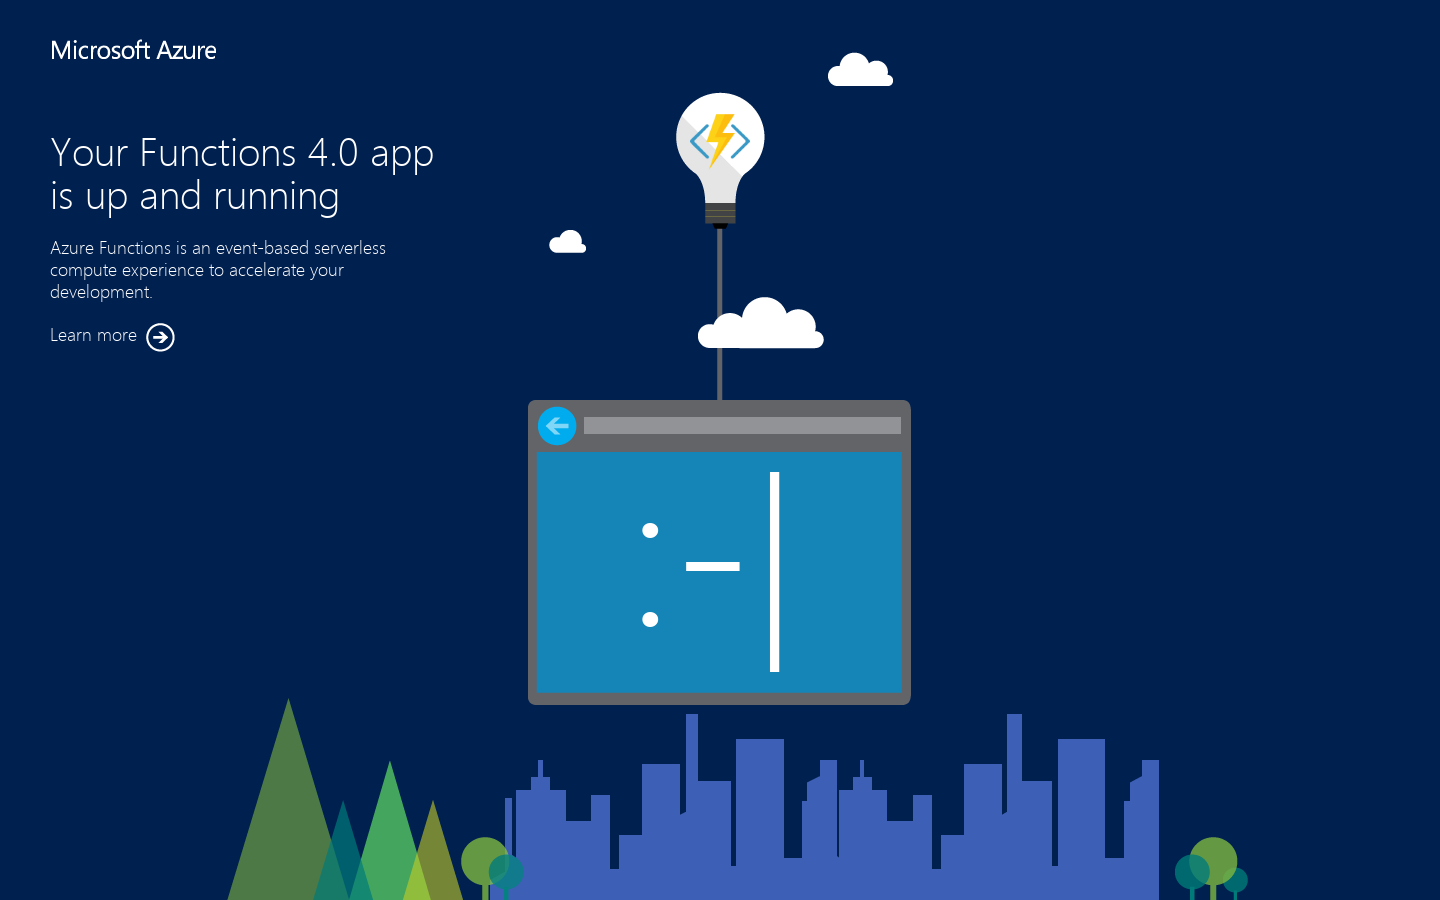 Microsoft Azure
Your Functions 4.0 app
is up and running
Azure Functions is an event-based serverless
compute experience to accelerate your
development.
Learn more
:-|